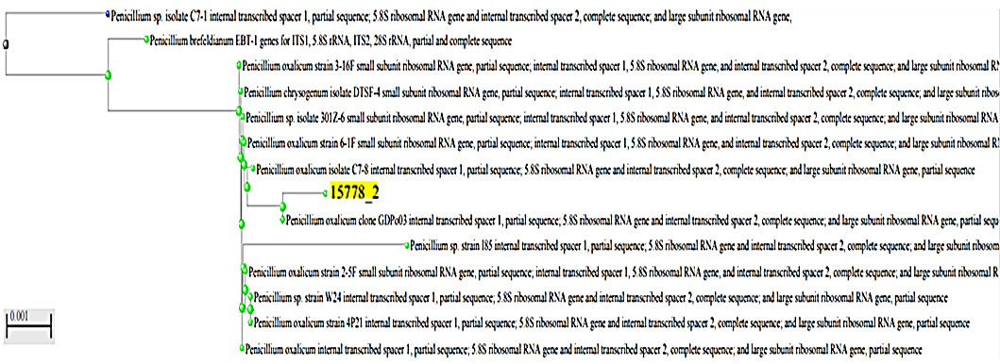 Penicillium sp. isolate C7-1 internal transcribed spacer 1, partial sequence; 5.8S ribosomal RNA gene and internal transcribed spacer 2, complete sequence; and large subunit ribosomal RNA gene,
Penicillium brefeldianum EBT-1 genes for ITS1, 5.8S rRNA, ITS2, 28S rRNA, partial and complete sequence
Penicillium oxalicum strain 3-16F small subunit ribosomal RNA gene, partial sequence; internal transcribed spacer 1, 5.8S ribosomal RNA gene, and internal transcribed spacer 2, complete sequence; and large subunit ribosomal R
Penicillium chrysogenum isolate DTSF-4 small subunit ribosomal RNA gene, partial sequence; internal transcribed spacer 1, 5.8S ribosomal RNA gene, and internal transcribed spacer 2, complete sequence; and large subunit ribos
Penicillium sp. isolate 301Z-6 small subunit ribosomal RNA gene, partial sequence; internal transcribed spacer 1, 5.8S ribosomal RNA gene, and internal transcribed spacer 2, complete sequence; and large subunit ribosomal RNA
Penicillium oxalicum strain 6-1F small subunit ribosomal RNA gene, partial sequence; internal transcribed spacer 1, 5.8S ribosomal RNA gene, and internal transcribed spacer 2, complete sequence; and large subunit ribosomal R
Penicillium oxalicum isolate C7-8 internal transcribed spacer 1, partial sequence; 5.8S ribosomal RNA gene and internal transcribed spacer 2, complete sequence; and large subunit ribosomal RNA gene, partial sequence
15778_2
Penicillium oxalicum clone GDPo03 internal transcribed spacer 1, partial sequence; 5.8S ribosomal RNA gene and internal transcribed spacer 2, complete sequence; and large subunit ribosomal RNA gene, partial sequ
Penicillium sp. strain I85 internal transcribed spacer 1, partial sequence; 5.8S ribosomal RNA gene and internal transcribed spacer 2, complete sequence; and large subunit ribosom
Penicillium oxalicum strain 2-5F small subunit ribosomal RNA gene, partial sequence; internal transcribed spacer 1, 5.8S ribosomal RNA gene, and internal transcribed spacer 2, complete sequence; and large subunit ribosomal R
Penicillium sp. strain W24 internal transcribed spacer 1, partial sequence; 5.8S ribosomal RNA gene and internal transcribed spacer 2, complete sequence; and large subunit ribosomal RNA gene, partial sequence
0.001
Penicillium oxalicum strain 4P21 internal transcribed spacer 1, partial sequence; 5.8S ribosomal RNA gene and internal transcribed spacer 2, complete sequence; and large subunit ribosomal RNA gene, partial sequence
Penicillium oxalicum internal transcribed spacer 1, partial sequence; 5.8S ribosomal RNA gene and internal transcribed spacer 2, complete sequence; and large subunit ribosomal RNA gene, partial sequence